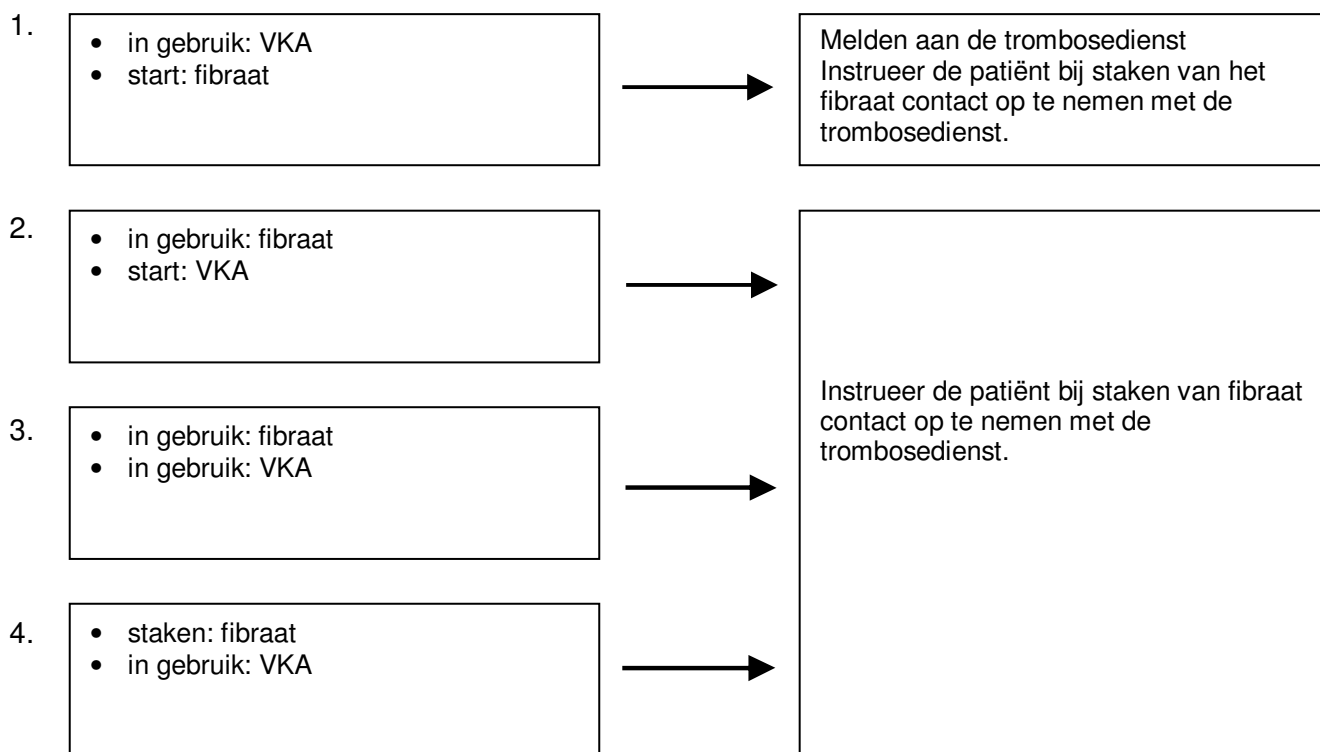 1.
• in gebruik: VKA
• start: fibraat
Melden aan de trombosedienst
Instrueer de patiënt bij staken van het
fibraat contact op te nemen met de
trombosedienst.
2.
• in gebruik: fibraat
• start: VKA
3.
• in gebruik: fibraat
• in gebruik: VKA
Instrueer de patiënt bij staken van fibraat
contact op te nemen met de
trombosedienst.
4.
• staken: fibraat
• in gebruik: VKA